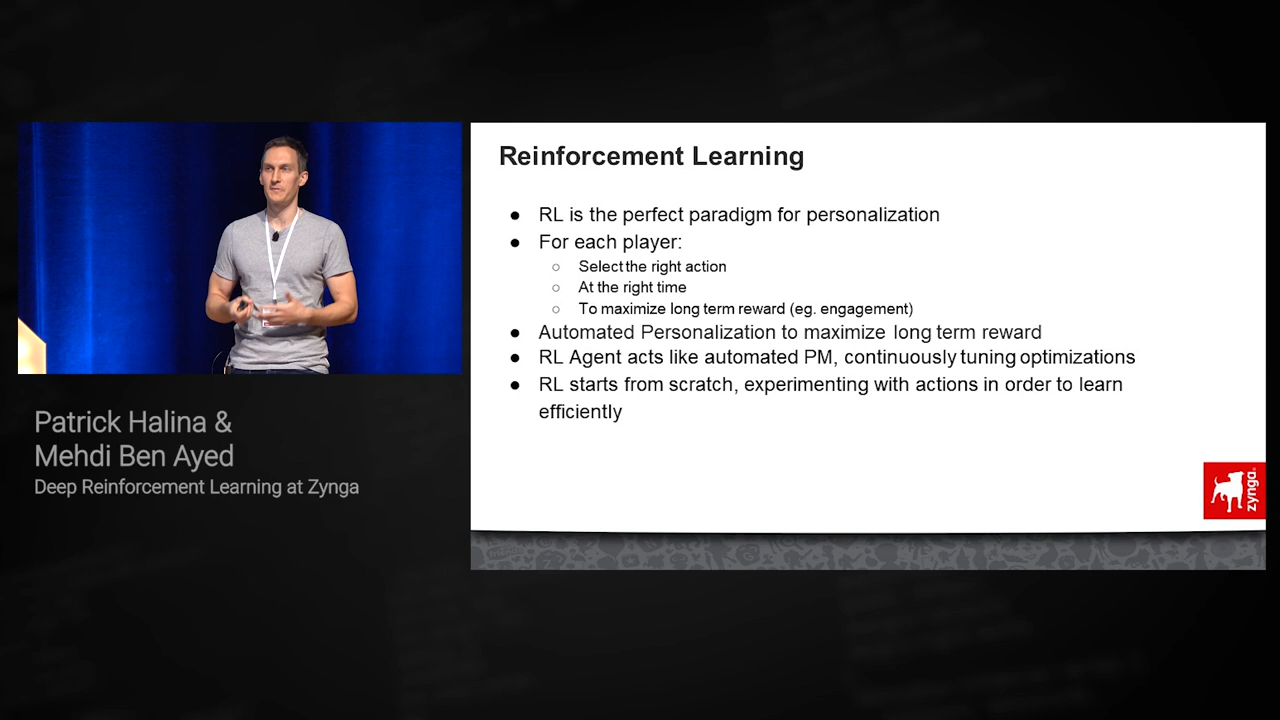 Patrick Halina &
Mehdi Ben Ayed
Deep Reinforcement Learning at Zynga
Reinforcement Learning
● RL is the perfect paradigm for personalization
● For each player:
○ Select the right action
○ At the right time
○ To maximize long term reward (eg. engagement)
● Automated Personalization to maximize long term reward
● RL Agent acts like automated PM, continuously tuning optimizations
● RL starts from scratch, experimenting with actions in order to learn
efficiently
zynga